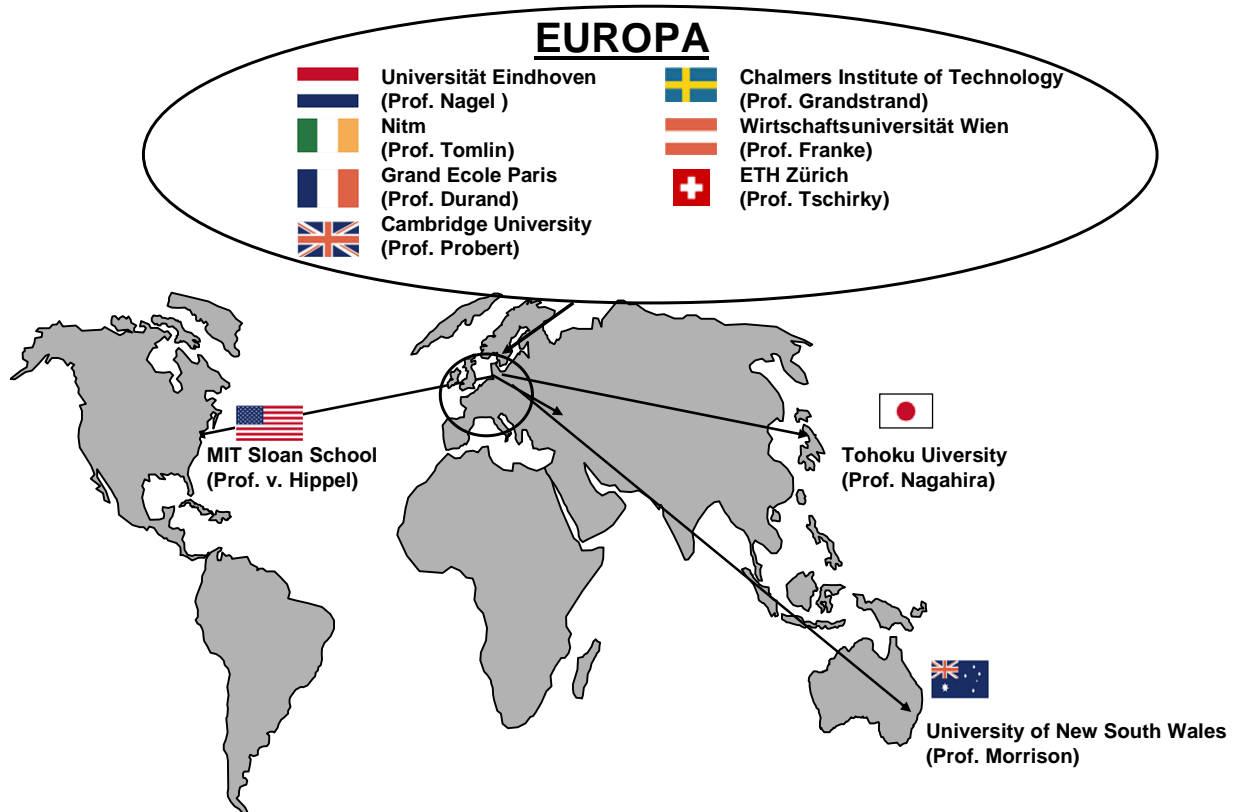 EUROPA
Universität Eindhoven
(Prof. Nagel )
Nitm
(Prof. Tomlin)
Grand Ecole Paris
(Prof. Durand)
Cambridge University
(Prof. Probert)
Chalmers Institute of Technology
(Prof. Grandstrand)
Wirtschaftsuniversität Wien
(Prof. Franke)
ETH Zürich
(Prof. Tschirky)
MIT Sloan School
(Prof. v. Hippel)
Tohoku Uiversity
(Prof. Nagahira)
University of New South Wales
(Prof. Morrison)